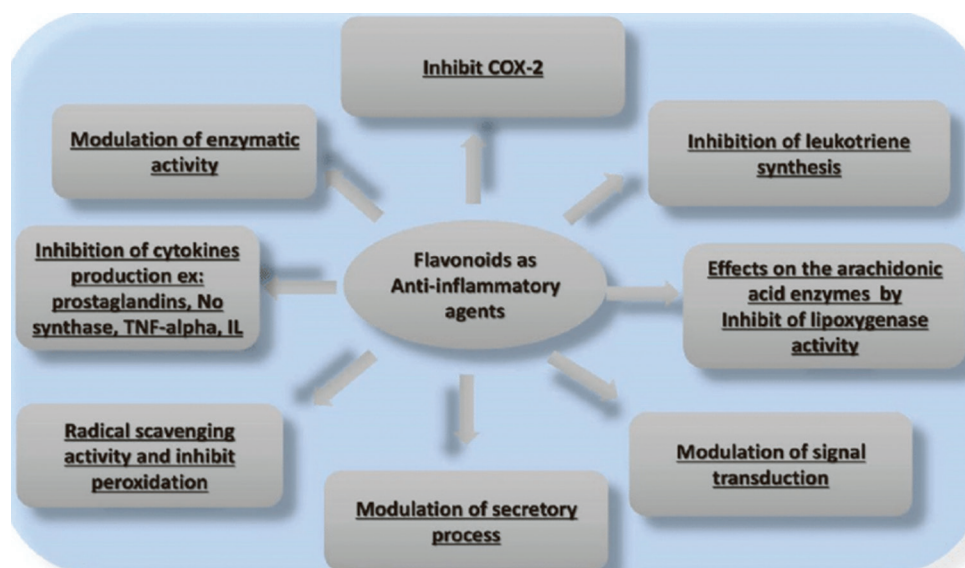 Inhibit COX-2
Modulation of enzymatic
activity
Inhibition of leukotriene
synthesis
Inhibition of cytokines
production ex:
prostaglandins, No
synthase, TNF-alpha, IL
Flavonoids as
Anti-inflammatory
agents
Effects on the arachidonic
acid enzymes by
Inhibit of lipoxygenase
activity
Radical scavenging
activity and inhibit
peroxidation
Modulation of secretory
process
Modulation of signal
transduction